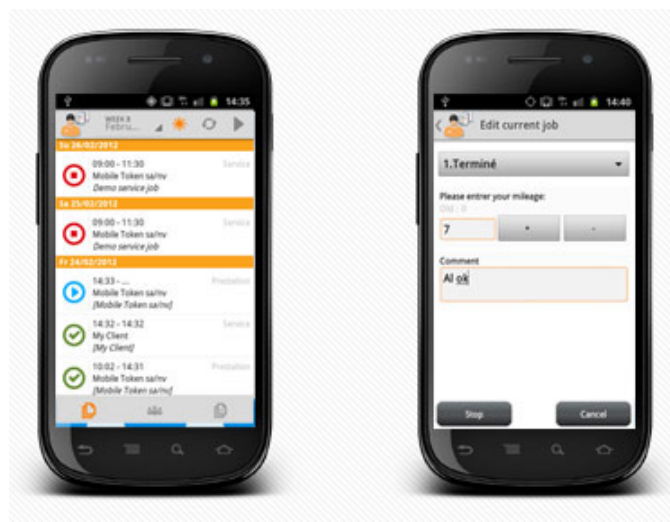 14:35
WEEK 8
Febru...
Su 26/02/2012
09:00 - 11:30 Service
Mobile Token sa/nv
Demo service job
Sa 25/02/2012
09:00 - 11:30 Service
Mobile Token sa/nv
Demo service job
Fr 24/02/2012
14:33 - ... Prestation
Mobile Token sa/nv
[Mobile Token sa/nv]
14:32 - 14:32 Service
My Client
[My Client]
10:02 - 14:31 Prestation
Mobile Token sa/nv
[Mobile Token sa/nv]
14:40
Edit current job
1.Terminé
Please entrer your mileage:
Old : 0
7 + -
Comment
Al ok
Stop Cancel